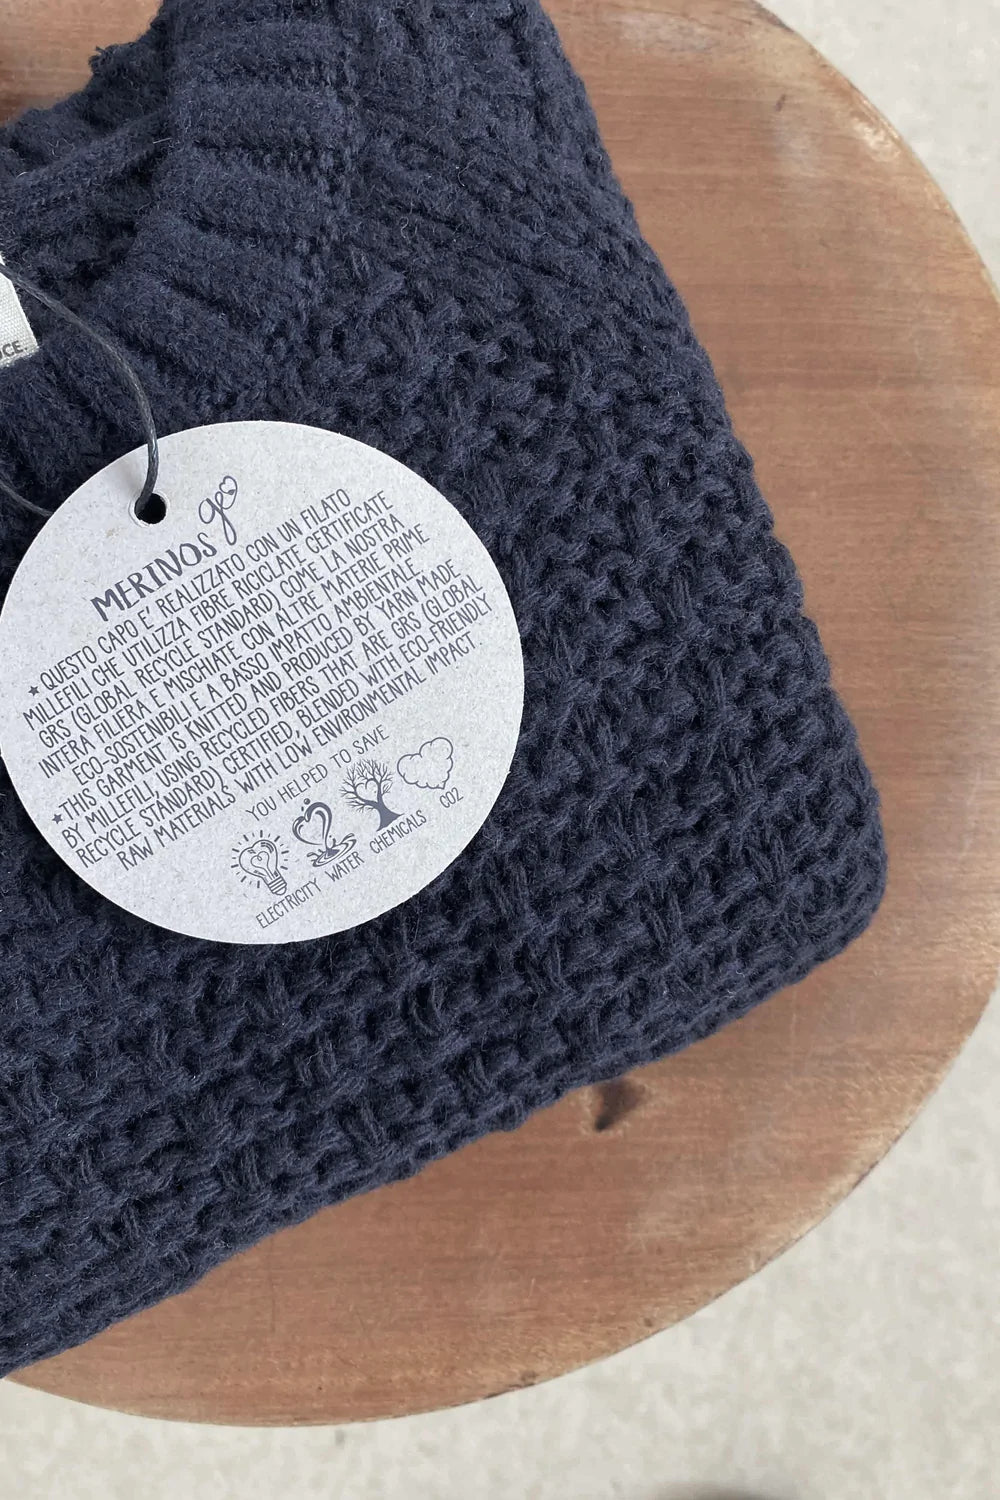 MERINOS geo
★ QUESTO CAPO E' REALIZZATO CON UN FILATO
MILLEFILI CHE UTILIZZA FIBRE RICICLATE CERTIFICATE
GRS (GLOBAL RECYCLE STANDARD) COME LA NOSTRA
INTERA FILIERA E MISCHIATE CON ALTRE MATERIE PRIME
ECO-SOSTENIBILI E A BASSO IMPATTO AMBIENTALE
★ THIS GARMENT IS KNITTED AND PRODUCED BY YARN MADE
BY MILLEFILI, USING RECYCLED FIBERS THAT ARE GRS (GLOBAL
RECYCLE STANDARD) CERTIFIED, BLENDED WITH ECO-FRIENDLY
RAW MATERIALS WITH LOW ENVIRONMENTAL IMPACT
YOU HELPED TO SAVE
ELECTRICITY WATER CHEMICALS CO2